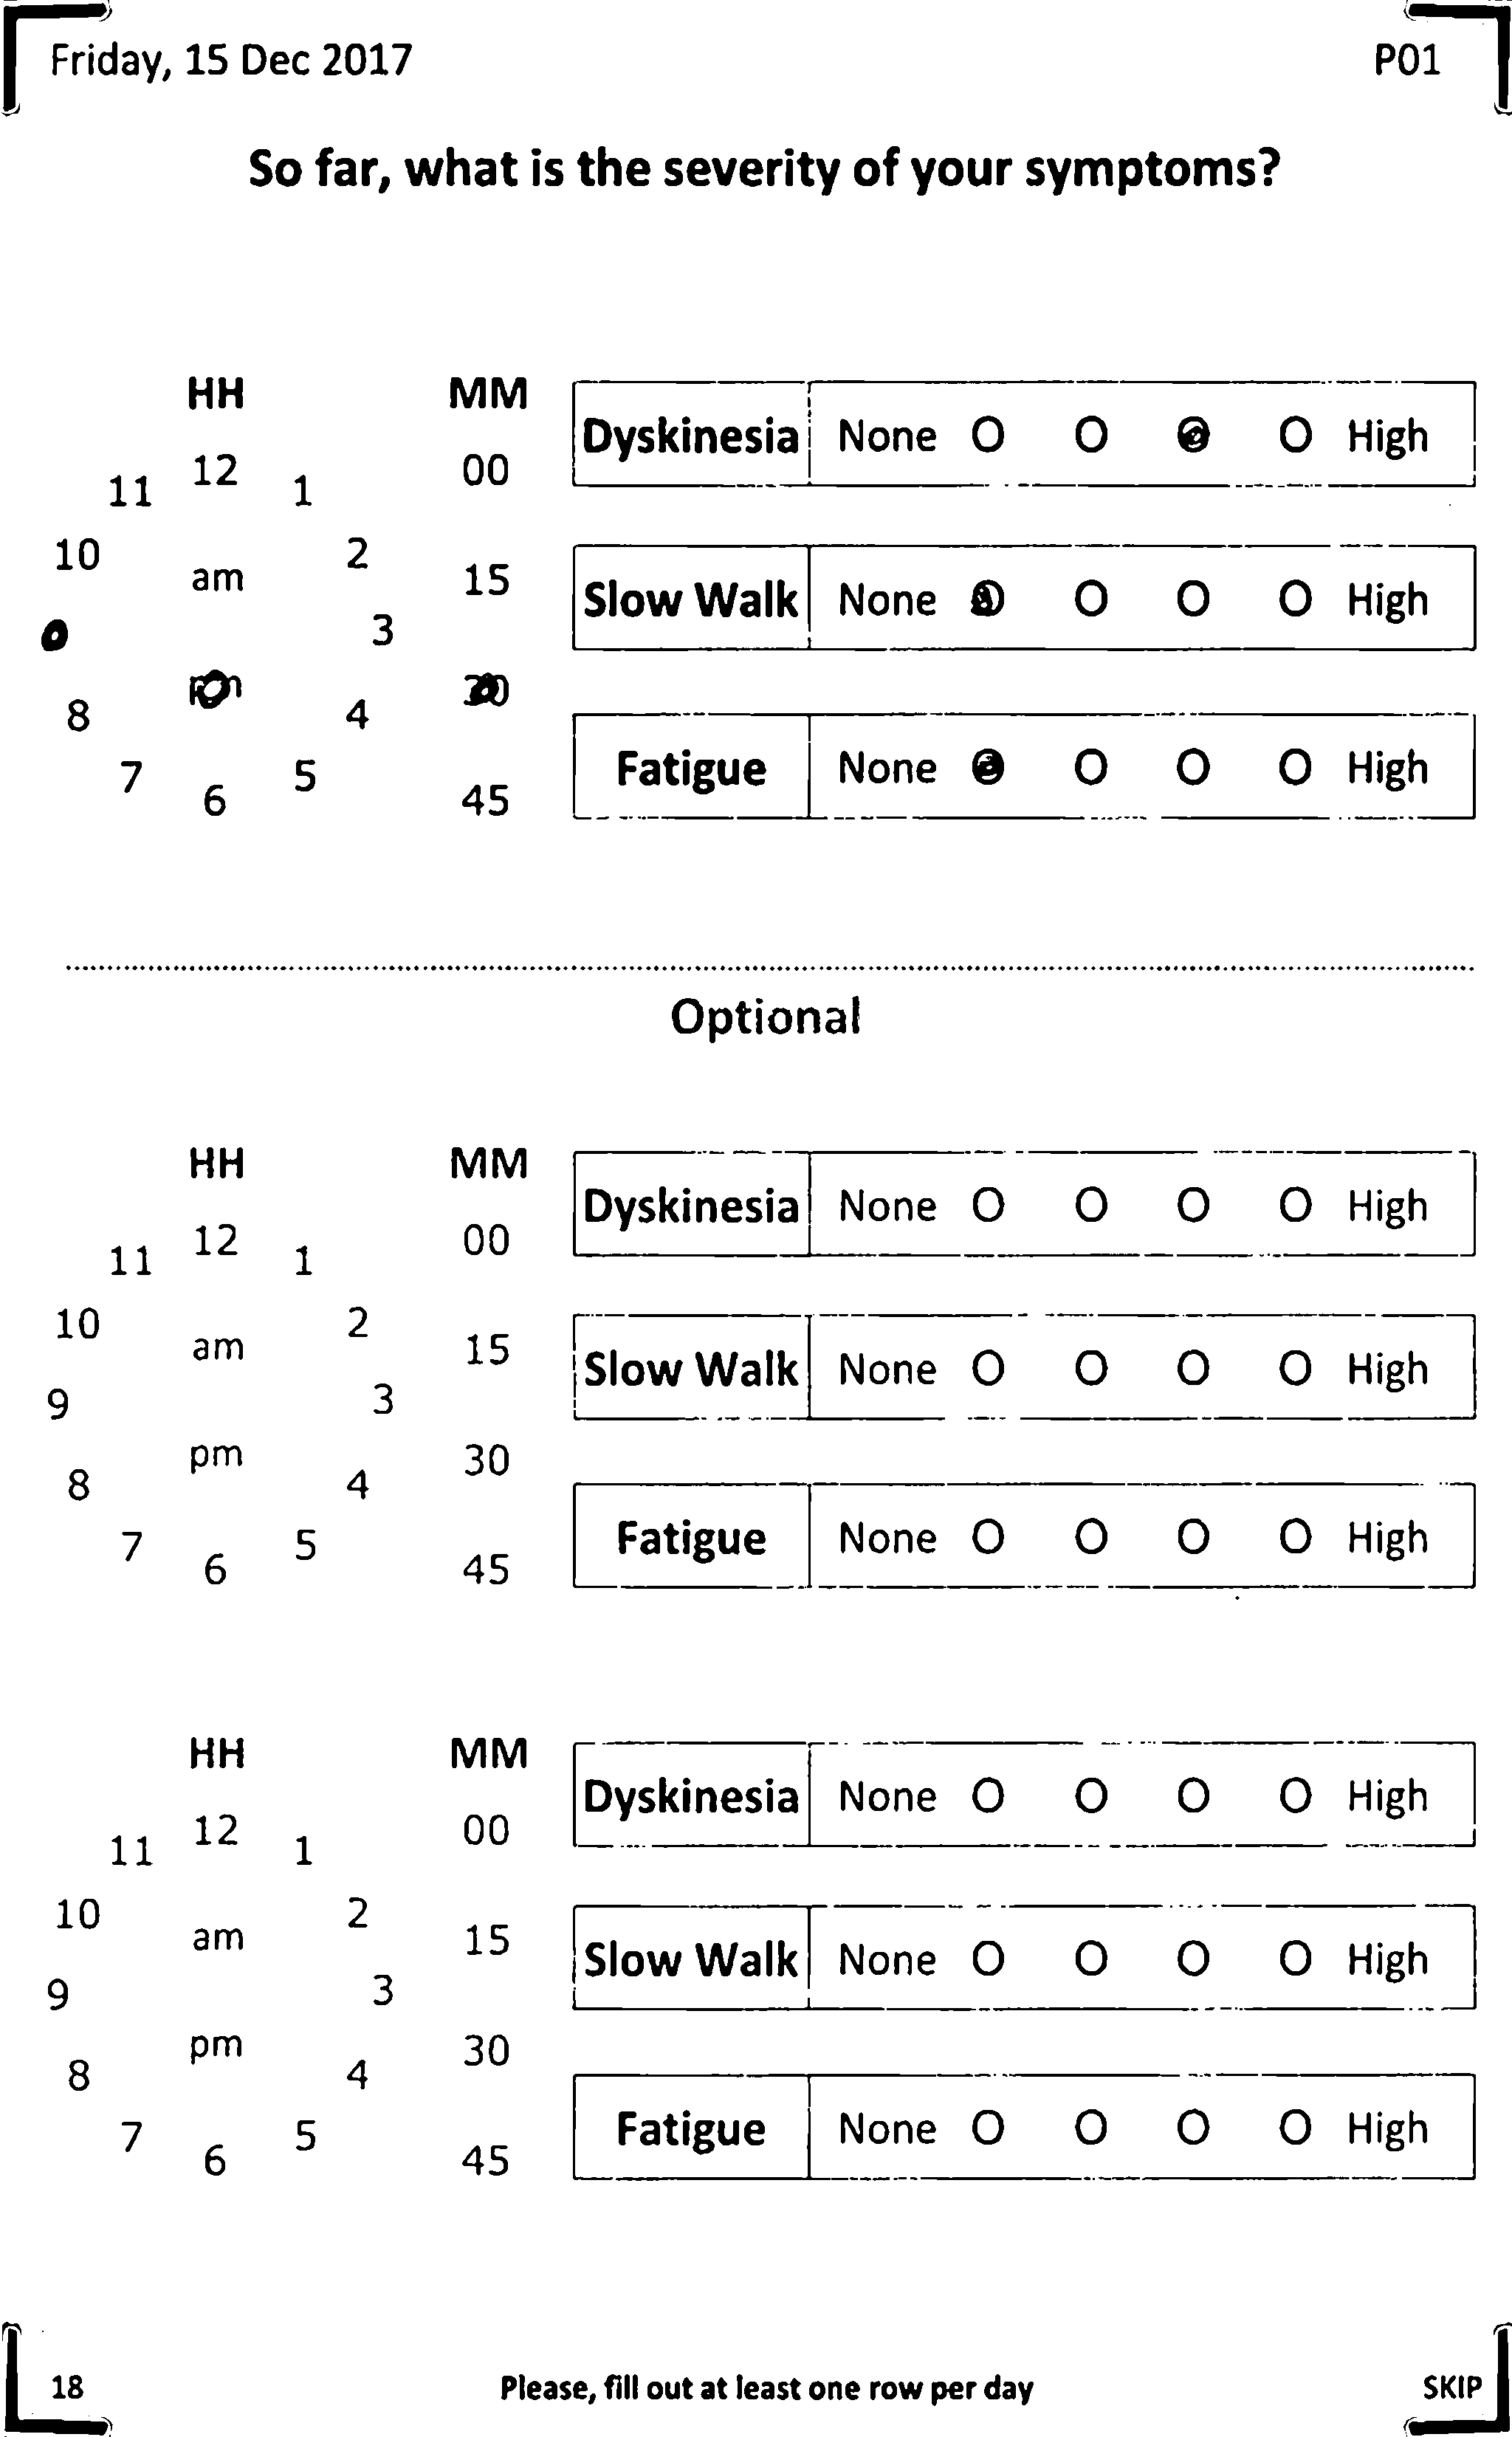 Friday, 15 Dec 2017 P01
So far, what is the severity of your symptoms?
HH MM
Dyskinesia None O O O O High
12 00
11 1
10 2
am 15
Slow Walk None O O O O High
3
pm 30
8 4
Fatigue None O O O O High
7 5
6 45
Optional
HH MM
Dyskinesia None O O O O High
12 00
11 1
10 2
am 15
Slow Walk None O O O O High
9 3
pm 30
8 4
Fatigue None O O O O High
7 5
6 45
HH MM
Dyskinesia None O O O O High
12 00
11 1
10 2
am 15
Slow Walk None O O O O High
9 3
pm 30
8 4
Fatigue None O O O O High
7 5
6 45
18 Please, fill out at least one row per day SKIP